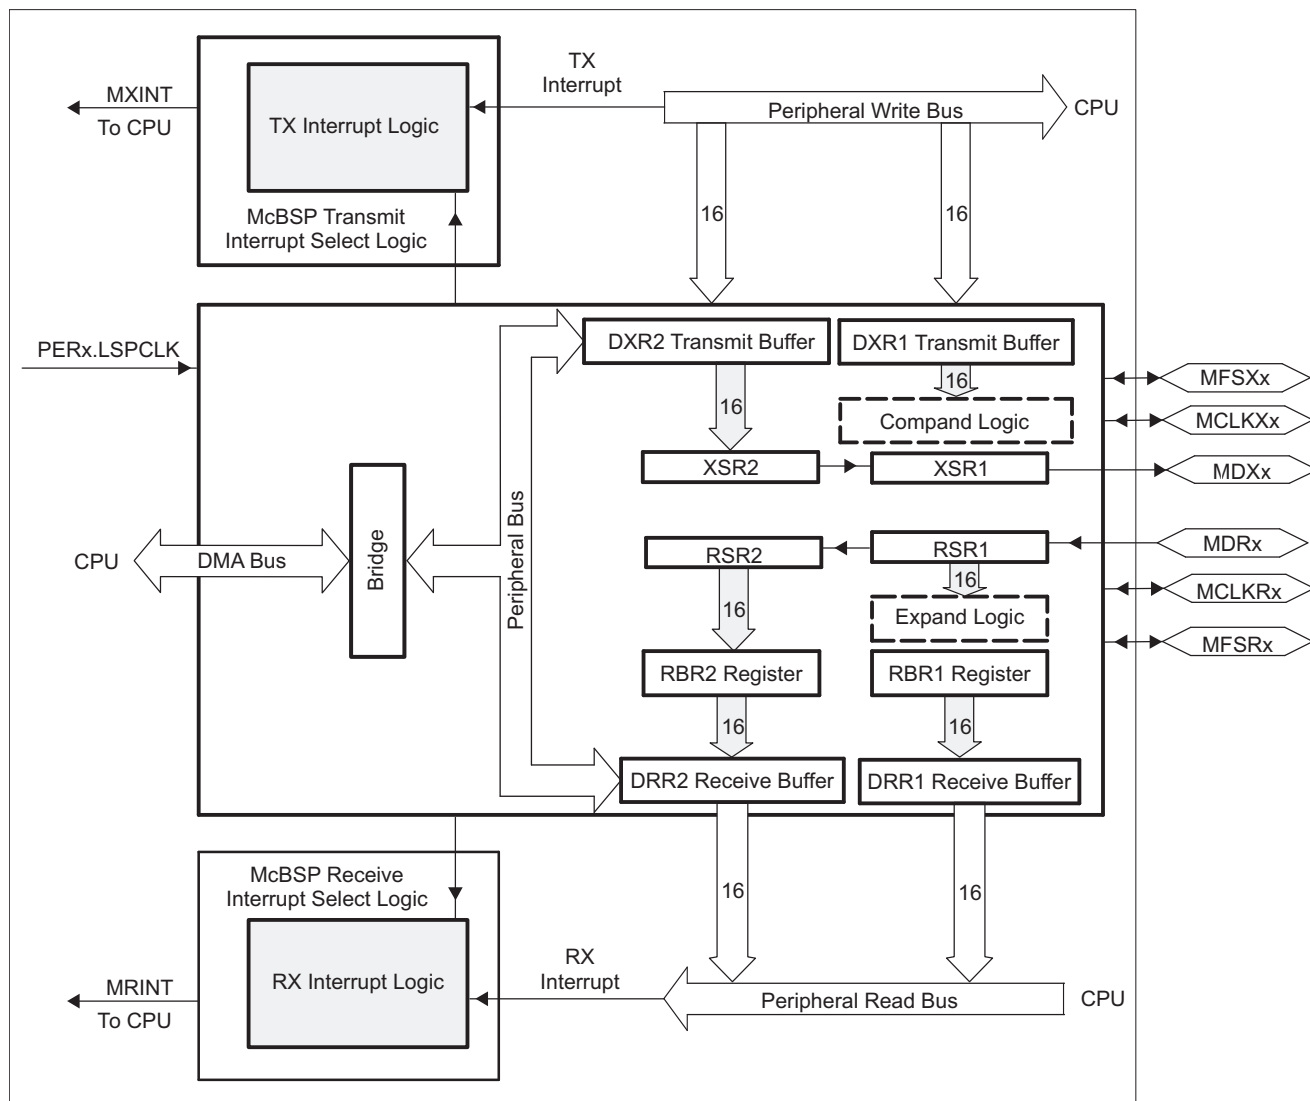 TX
Interrupt
MXINT
To CPU
TX Interrupt Logic
Peripheral Write Bus
CPU
McBSP Transmit
Interrupt Select Logic
16
16
PERx.LSPCLK
DXR2 Transmit Buffer
DXR1 Transmit Buffer
16
16
Compand Logic
MFSXx
MCLKXx
XSR2
XSR1
MDXx
Peripheral Bus
Bridge
CPU
DMA Bus
RSR2
RSR1
MDRx
16
16
Expand Logic
MCLKRx
MFSRx
RBR2 Register
RBR1 Register
16
16
DRR2 Receive Buffer
DRR1 Receive Buffer
McBSP Receive
Interrupt Select Logic
16
16
RX Interrupt Logic
RX
Interrupt
MRINT
To CPU
Peripheral Read Bus
CPU